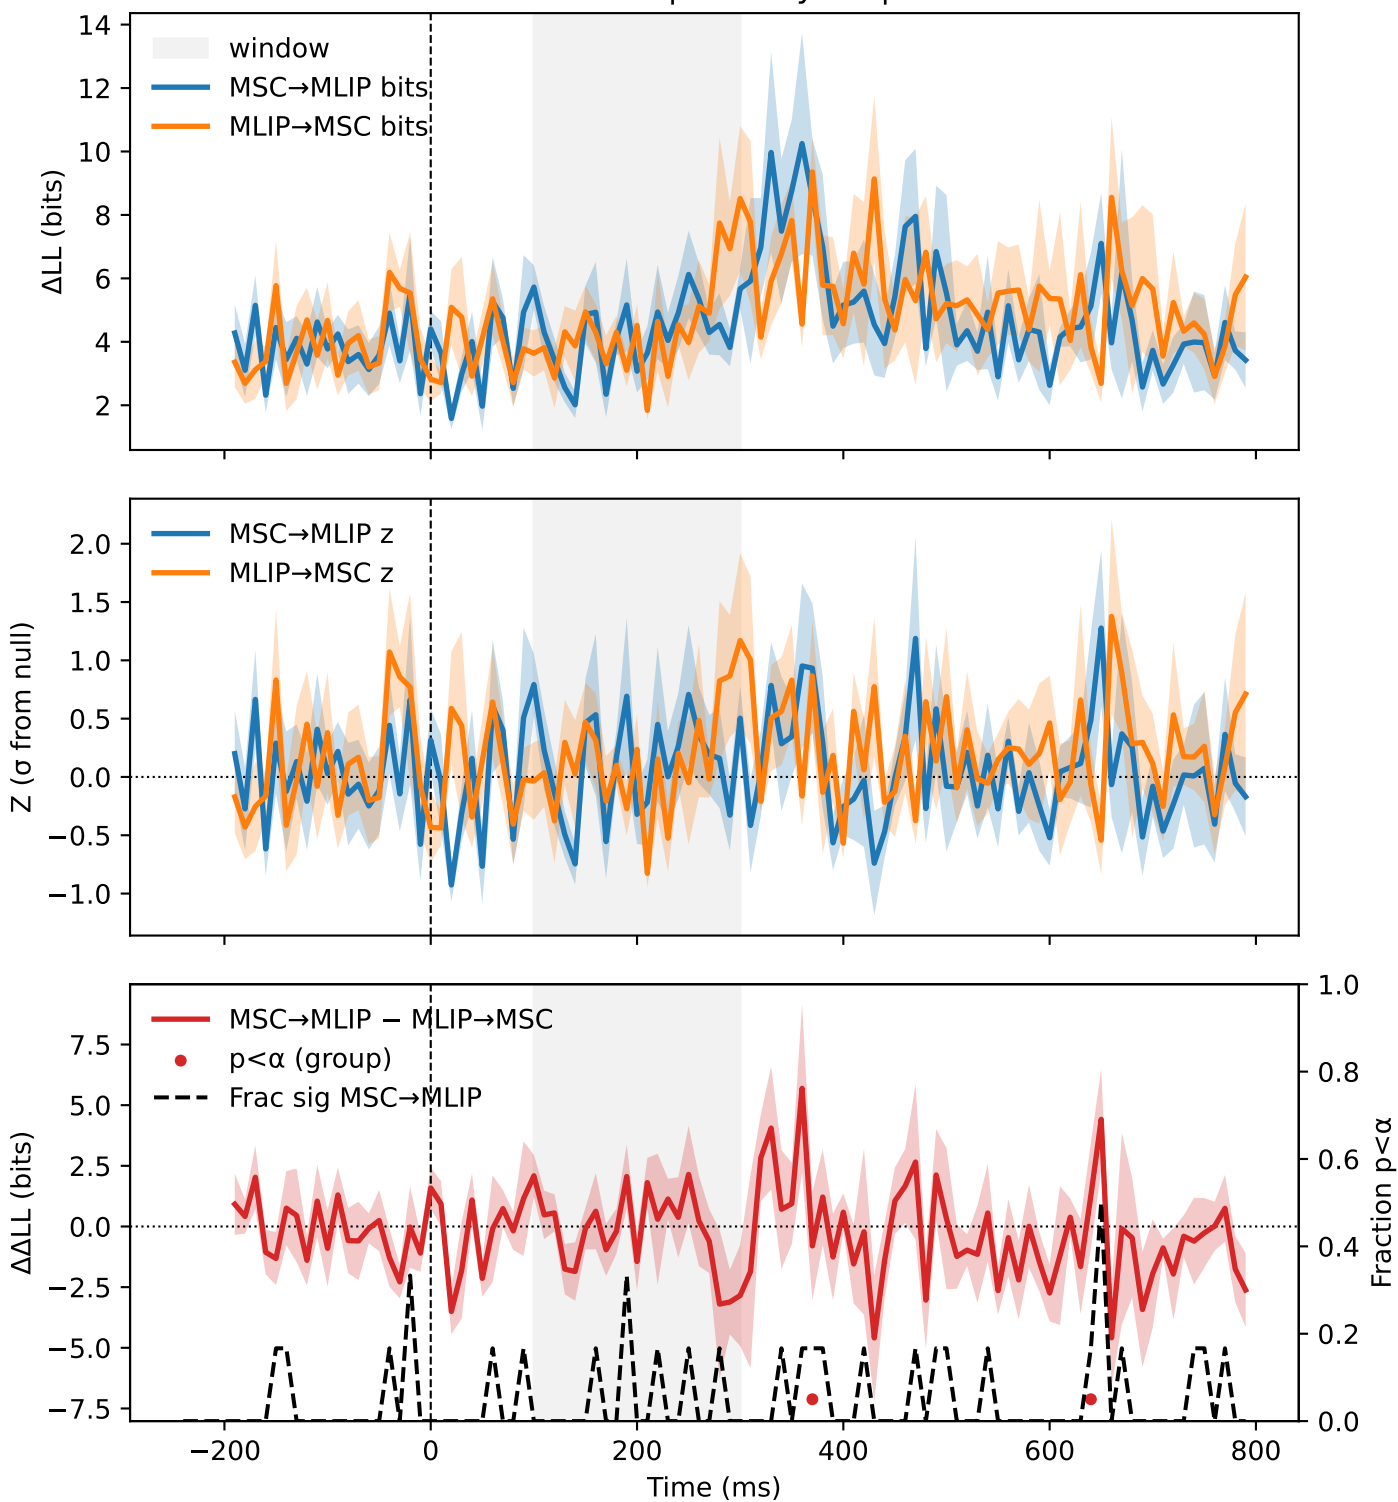 14
12
10
8
6
4
2
ΔLL (bits)
window
MSC→MLIP bits
MLIP→MSC bits
2.0
1.5
1.0
0.5
0.0
−0.5
−1.0
Z (σ from null)
MSC→MLIP z
MLIP→MSC z
7.5
5.0
2.5
0.0
−2.5
−5.0
−7.5
ΔΔLL (bits)
MSC→MLIP − MLIP→MSC
p<α (group)
Frac sig MSC→MLIP
1.0
0.8
0.6
0.4
0.2
0.0
Fraction p<α
−200 0 200 400 600 800
Time (ms)